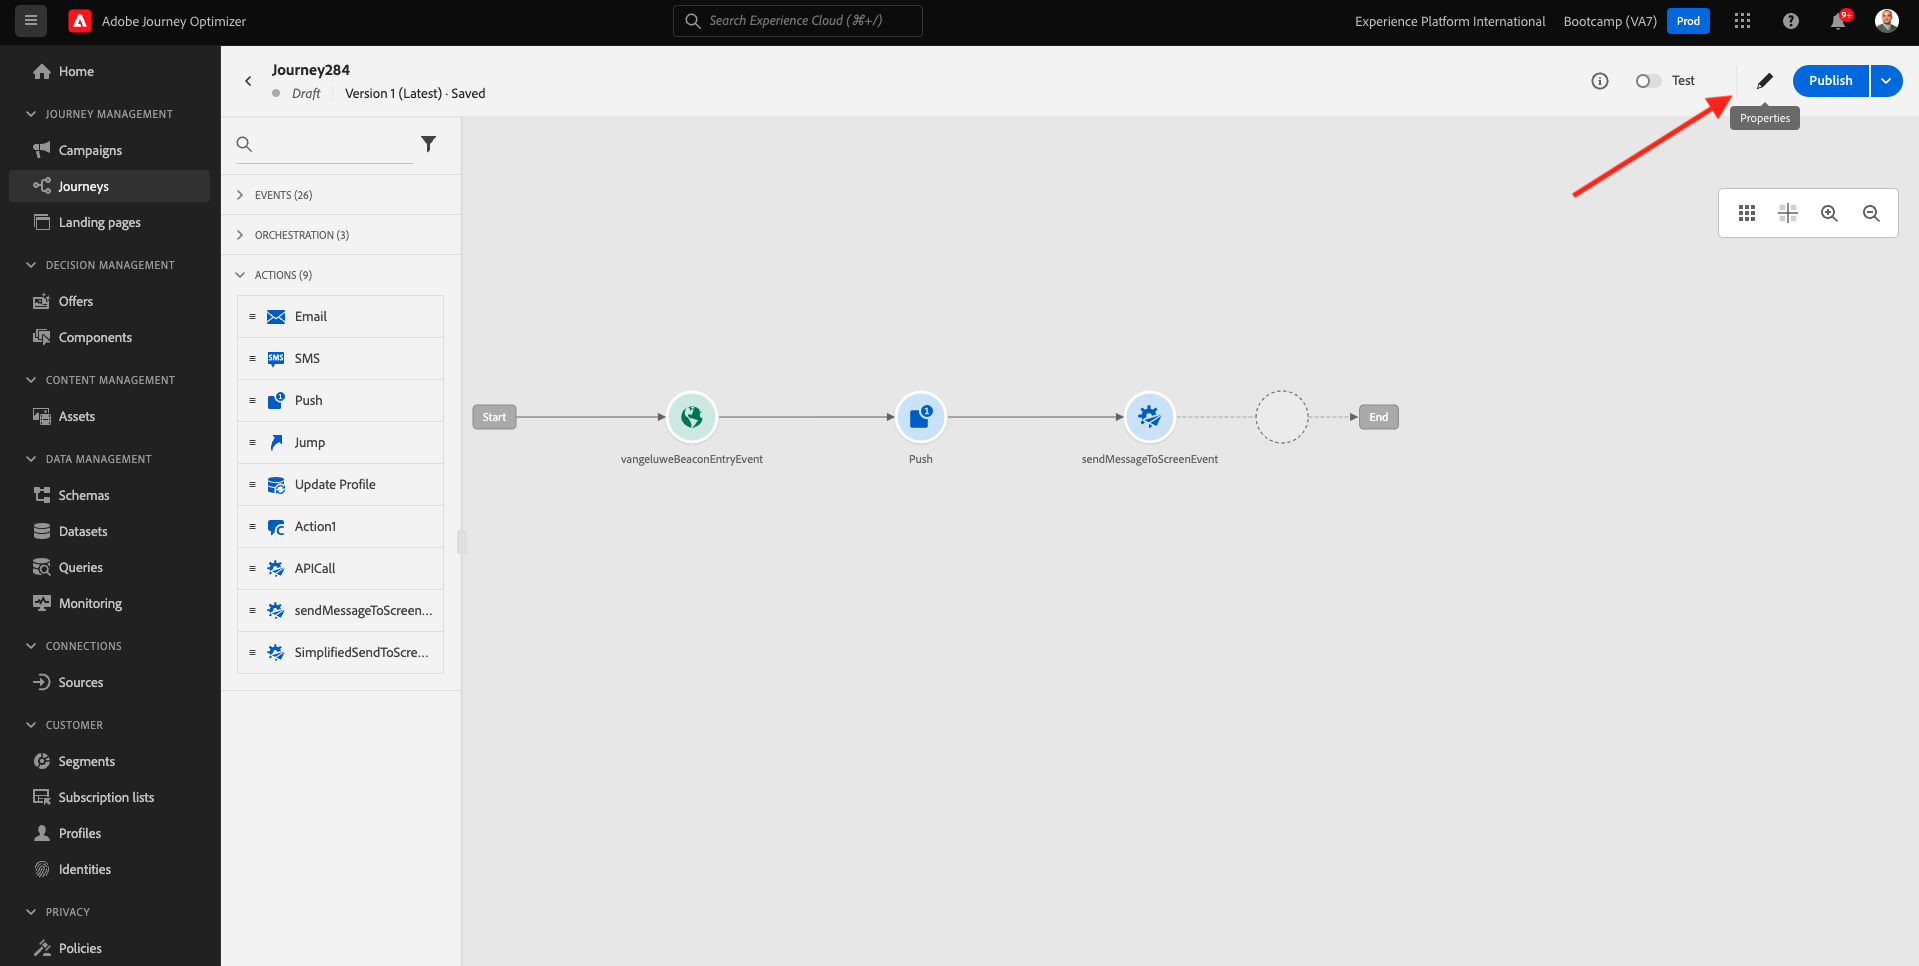 Adobe Journey Optimizer
Search Experience Cloud (⌘+/)
Experience Platform International
Bootcamp (VA7)
Prod
9+
Home
JOURNEY MANAGEMENT
Campaigns
Journeys
Landing pages
DECISION MANAGEMENT
Offers
Components
CONTENT MANAGEMENT
Assets
DATA MANAGEMENT
Schemas
Datasets
Queries
Monitoring
CONNECTIONS
Sources
CUSTOMER
Segments
Subscription lists
Profiles
Identities
PRIVACY
Policies
Journey284
Draft
Version 1 (Latest) · Saved
Test
Publish
Properties
EVENTS (26)
ORCHESTRATION (3)
ACTIONS (9)
Email
SMS
SMS
1
Push
Jump
Update Profile
Action1
APICall
sendMessageToScreen...
SimplifiedSendToScre...
Start
1
End
vangeluweBeaconEntryEvent
Push
sendMessageToScreenEvent